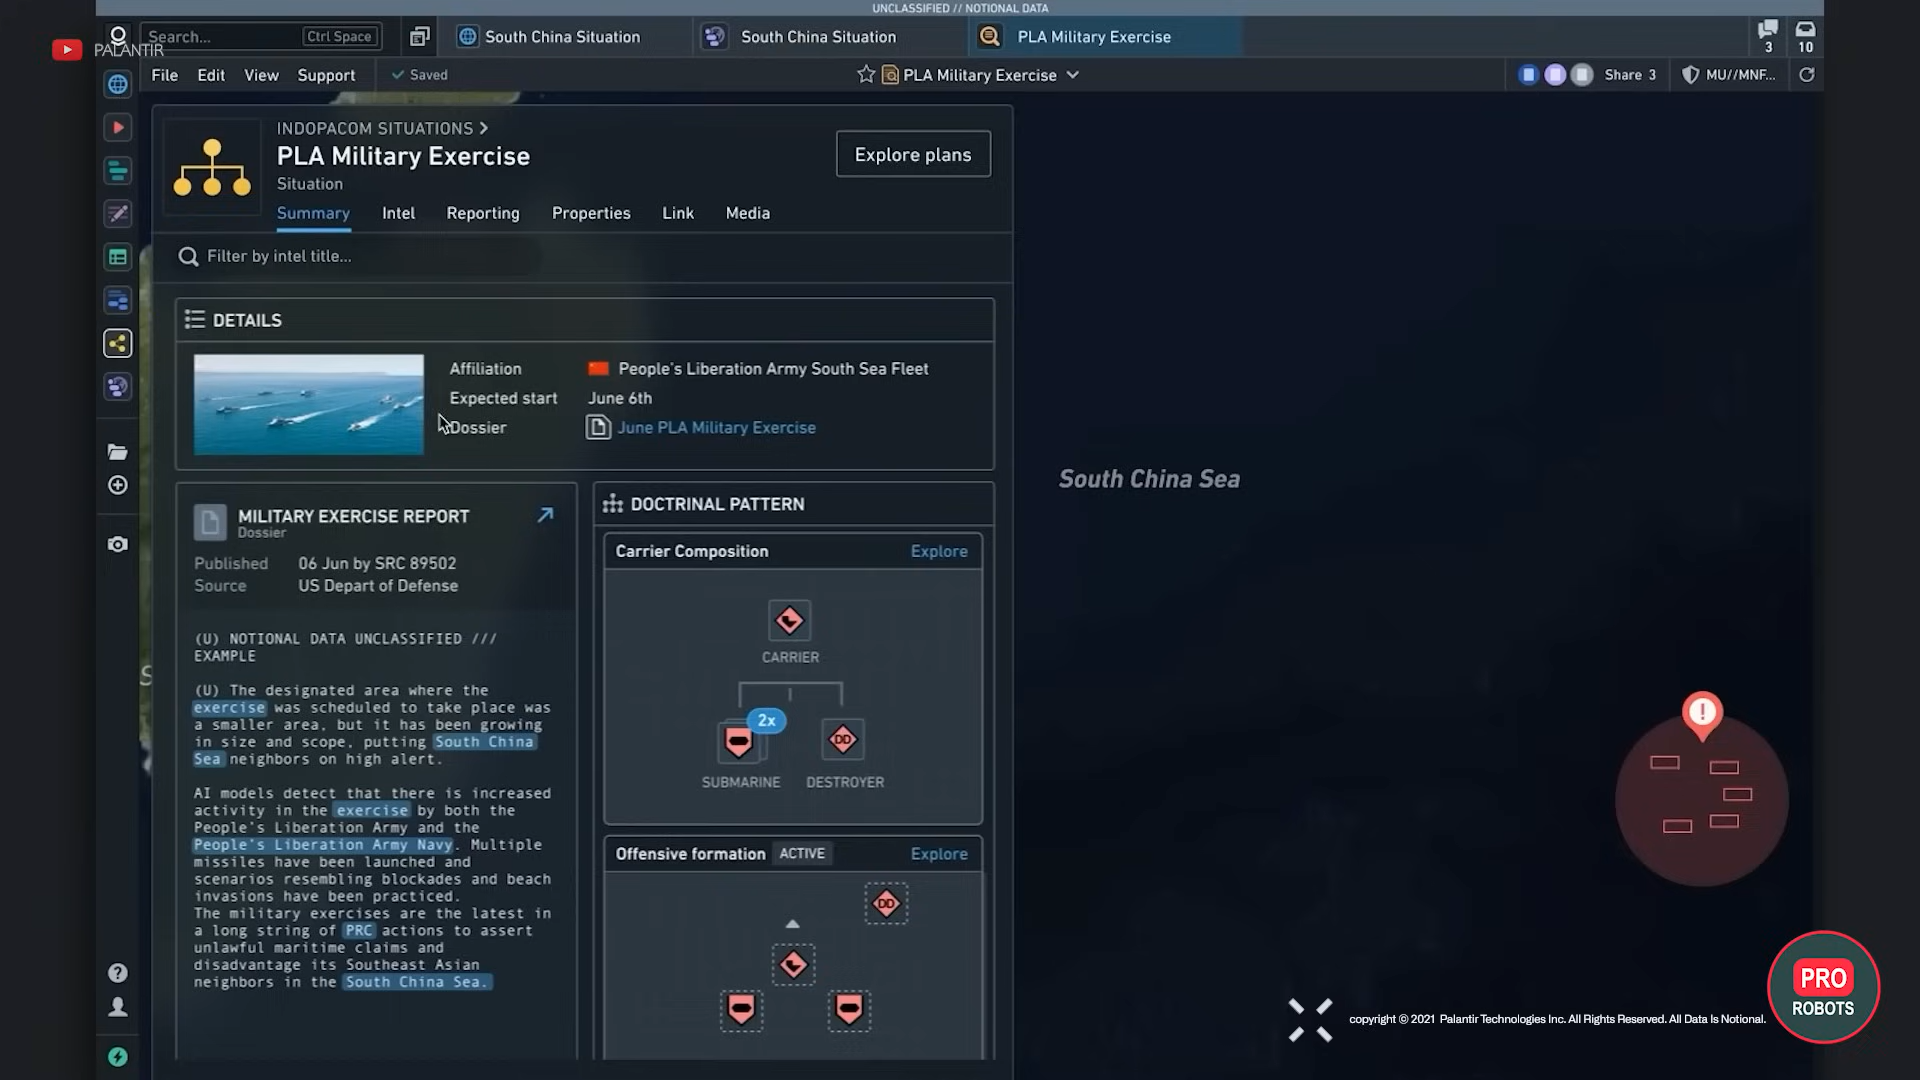 UNCLASSIFIED // NOTIONAL DATA
PALANTIR
Search...
Ctrl Space
South China Situation
South China Situation
PLA Military Exercise
3
10
File
Edit
View
Support
Saved
PLA Military Exercise
Share 3
MU//MNF...
INDOPACOM SITUATIONS
PLA Military Exercise
Situation
Explore plans
Summary
Intel
Reporting
Properties
Link
Media
Filter by intel title...
DETAILS
Affiliation
People's Liberation Army South Sea Fleet
Expected start
June 6th
Dossier
June PLA Military Exercise
MILITARY EXERCISE REPORT
Dossier
Published
06 Jun by SRC 89502
Source
US Depart of Defense
(U) NOTIONAL DATA UNCLASSIFIED ///
EXAMPLE
(U) The designated area where the
exercise was scheduled to take place was
a smaller area, but it has been growing
in size and scope, putting South China
Sea neighbors on high alert.
AI models detect that there is increased
activity in the exercise by both the
People's Liberation Army and the
People's Liberation Army Navy. Multiple
missiles have been launched and
scenarios resembling blockades and beach
invasions have been practiced.
The military exercises are the latest in
a long string of PRC actions to assert
unlawful maritime claims and
disadvantage its Southeast Asian
neighbors in the South China Sea.
DOCTRINAL PATTERN
Carrier Composition
Explore
CARRIER
2x
DD
SUBMARINE
DESTROYER
Offensive formation
ACTIVE
Explore
DD
South China Sea
S
copyright © 2021 Palantir Technologies Inc. All Rights Reserved. All Data Is Notional.
PRO
ROBOTS